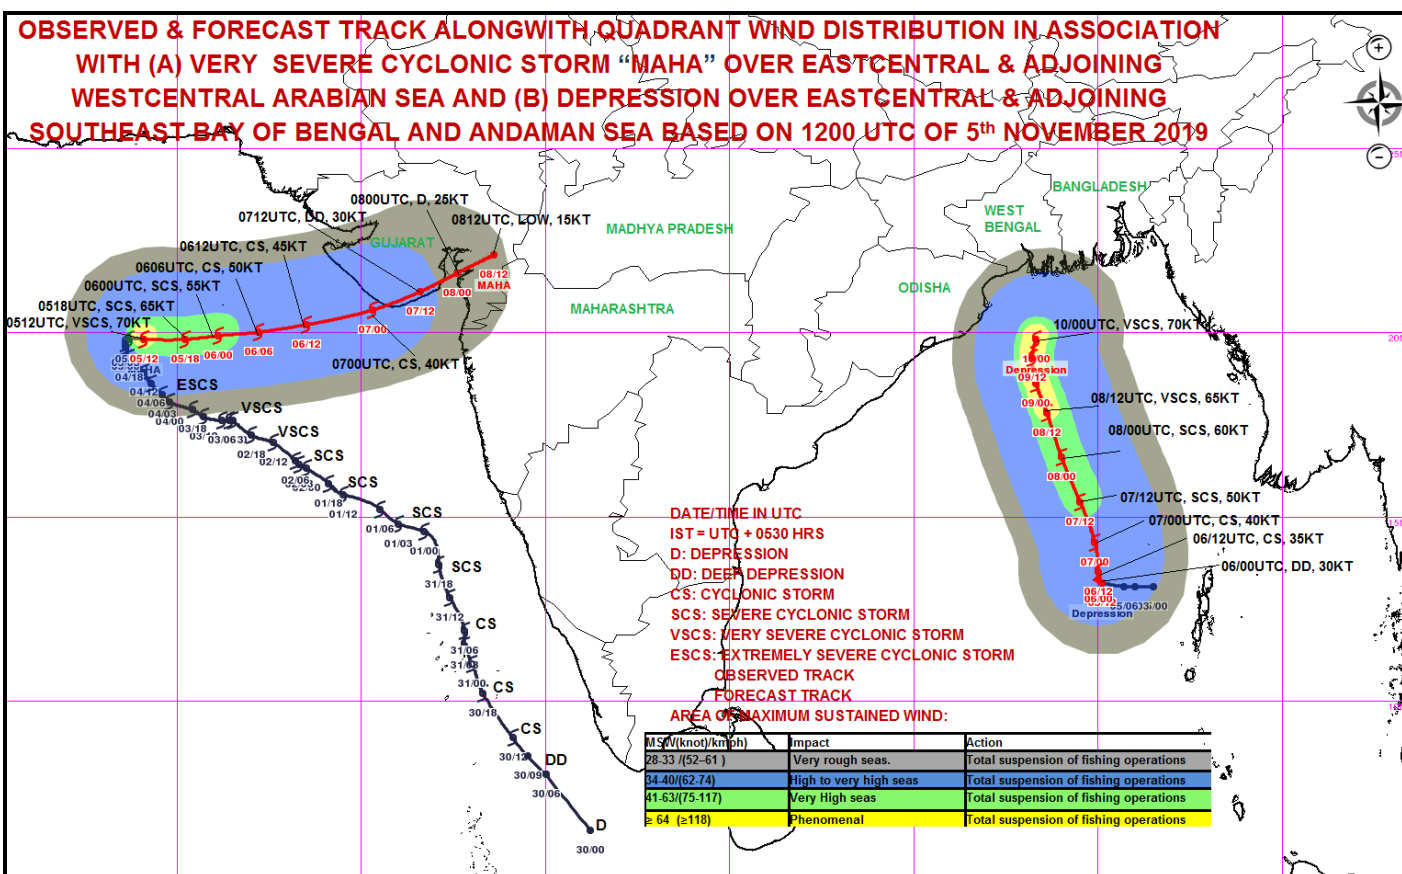 OBSERVED & FORECAST TRACK ALONGWITH QUADRANT WIND DISTRIBUTION IN ASSOCIATION
WITH (A) VERY SEVERE CYCLONIC STORM “MAHA” OVER EASTCENTRAL & ADJOINING
WESTCENTRAL ARABIAN SEA AND (B) DEPRESSION OVER EASTCENTRAL & ADJOINING
SOUTHEAST BAY OF BENGAL AND ANDAMAN SEA BASED ON 1200 UTC OF 5th NOVEMBER 2019
0800UTC, D, 25KT
0712UTC, DD, 30KT
0812UTC, LOW, 15KT
0612UTC, CS, 45KT
GUJARAT
0606UTC, CS, 50KT
0600UTC, SCS, 55KT
0518UTC, SCS, 65KT
0512UTC, VSCS, 70KT
0700UTC, CS, 40KT
08/12
MAHA
08/00
07/12
07/00
06/12
06/06
06/00
05/18
05/12
MADHYA PRADESH
MAHARASHTRA
ODISHA
WEST
BENGAL
BANGLADESH
20N
04/18
04/12
04/06
04/03
04/00
03/18
03/06
02/18
02/12
02/06
01/18
01/12
01/06
01/03
01/00
31/18
31/12
31/06
31/03
31/00
30/18
30/12
30/09
30/06
30/00
ESCS
VSCS
VSCS
SCS
SCS
SCS
SCS
CS
CS
CS
DD
D
10/00UTC, VSCS, 70KT
08/12UTC, VSCS, 65KT
08/00UTC, SCS, 60KT
07/12UTC, SCS, 50KT
07/00UTC, CS, 40KT
06/12UTC, CS, 35KT
06/00UTC, DD, 30KT
10/00
Depression
09/12
09/00
08/12
08/00
07/12
07/00
06/12
06/00
Depression
DATE/TIME IN UTC
IST = UTC + 0530 HRS
D: DEPRESSION
DD: DEEP DEPRESSION
CS: CYCLONIC STORM
SCS: SEVERE CYCLONIC STORM
VSCS: VERY SEVERE CYCLONIC STORM
ESCS: EXTREMELY SEVERE CYCLONIC STORM
OBSERVED TRACK
FORECAST TRACK
AREA OF MAXIMUM SUSTAINED WIND:
MSW(knot)/kmph) Impact Action
28-33 /(52–61 ) Very rough seas. Total suspension of fishing operations
34-40/(62-74) High to very high seas Total suspension of fishing operations
41-63/(75-117) Very High seas Total suspension of fishing operations
≥ 64 (≥118) Phenomenal Total suspension of fishing operations